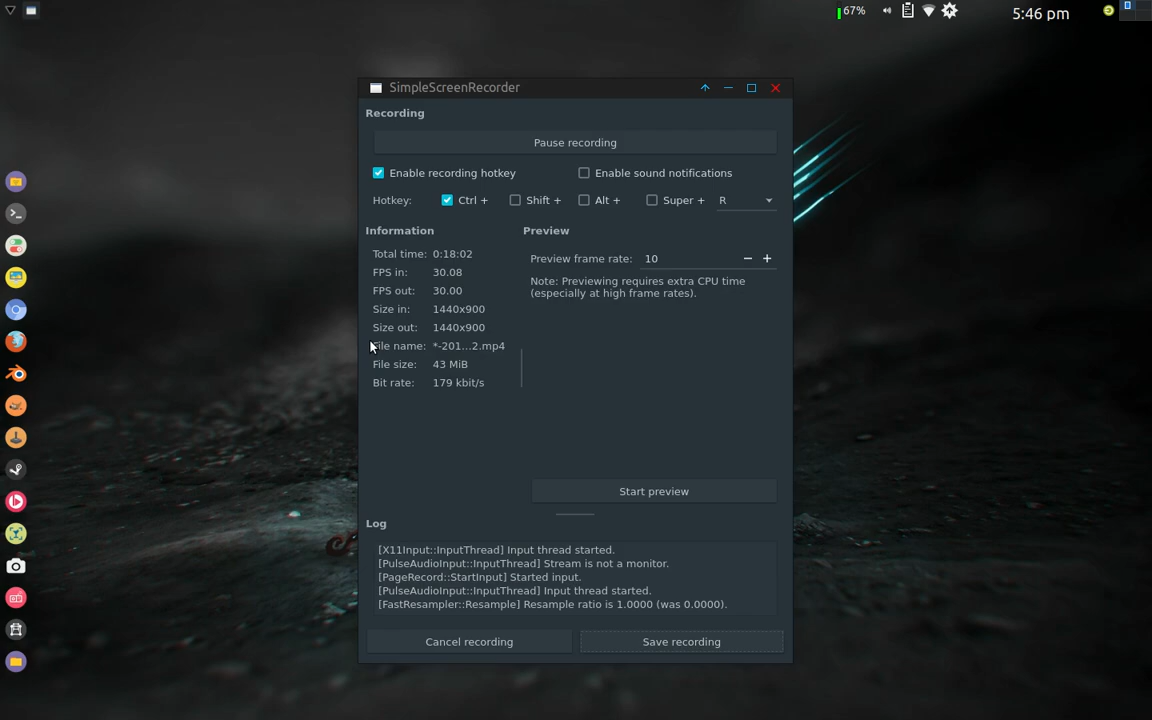 67%
5:46 pm
SimpleScreenRecorder
Recording
Pause recording
Enable recording hotkey
Enable sound notifications
Hotkey: Ctrl + Shift + Alt + Super + R
Information
Preview
Total time: 0:18:02
FPS in: 30.08
FPS out: 30.00
Size in: 1440x900
Size out: 1440x900
File name: *-201...2.mp4
File size: 43 MiB
Bit rate: 179 kbit/s
Preview frame rate: 10
Note: Previewing requires extra CPU time
(especially at high frame rates).
Start preview
Log
[X11Input::InputThread] Input thread started.
[PulseAudioInput::InputThread] Stream is not a monitor.
[PageRecord::StartInput] Started input.
[PulseAudioInput::InputThread] Input thread started.
[FastResampler::Resample] Resample ratio is 1.0000 (was 0.0000).
Cancel recording
Save recording